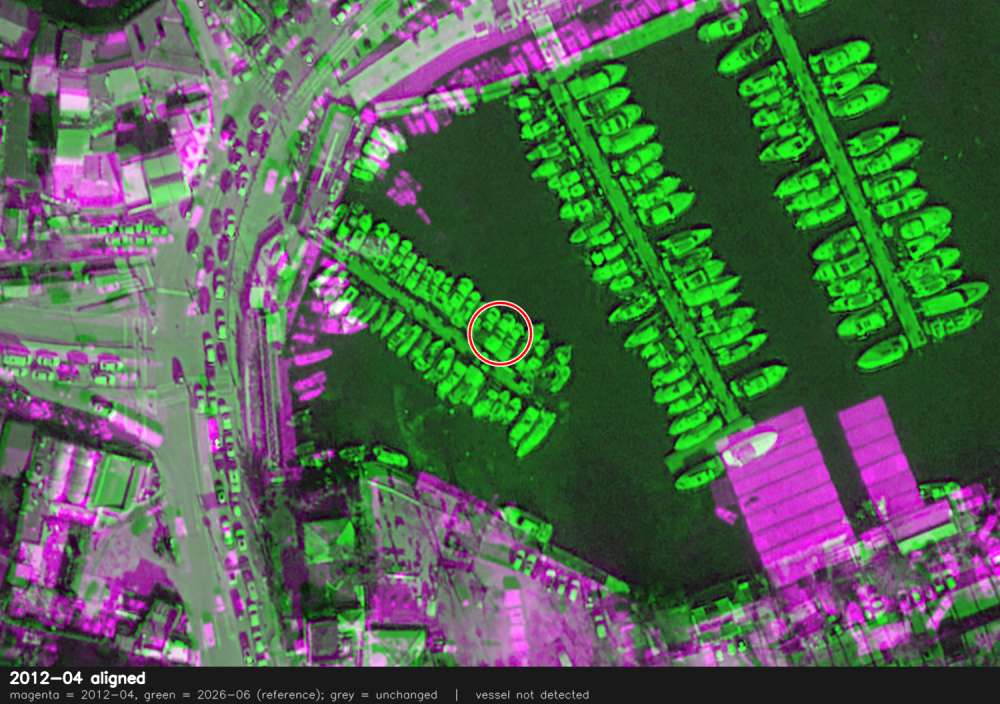 2012-04 aligned
magenta = 2012-04, green = 2026-06 (reference); grey = unchanged | vessel not detected